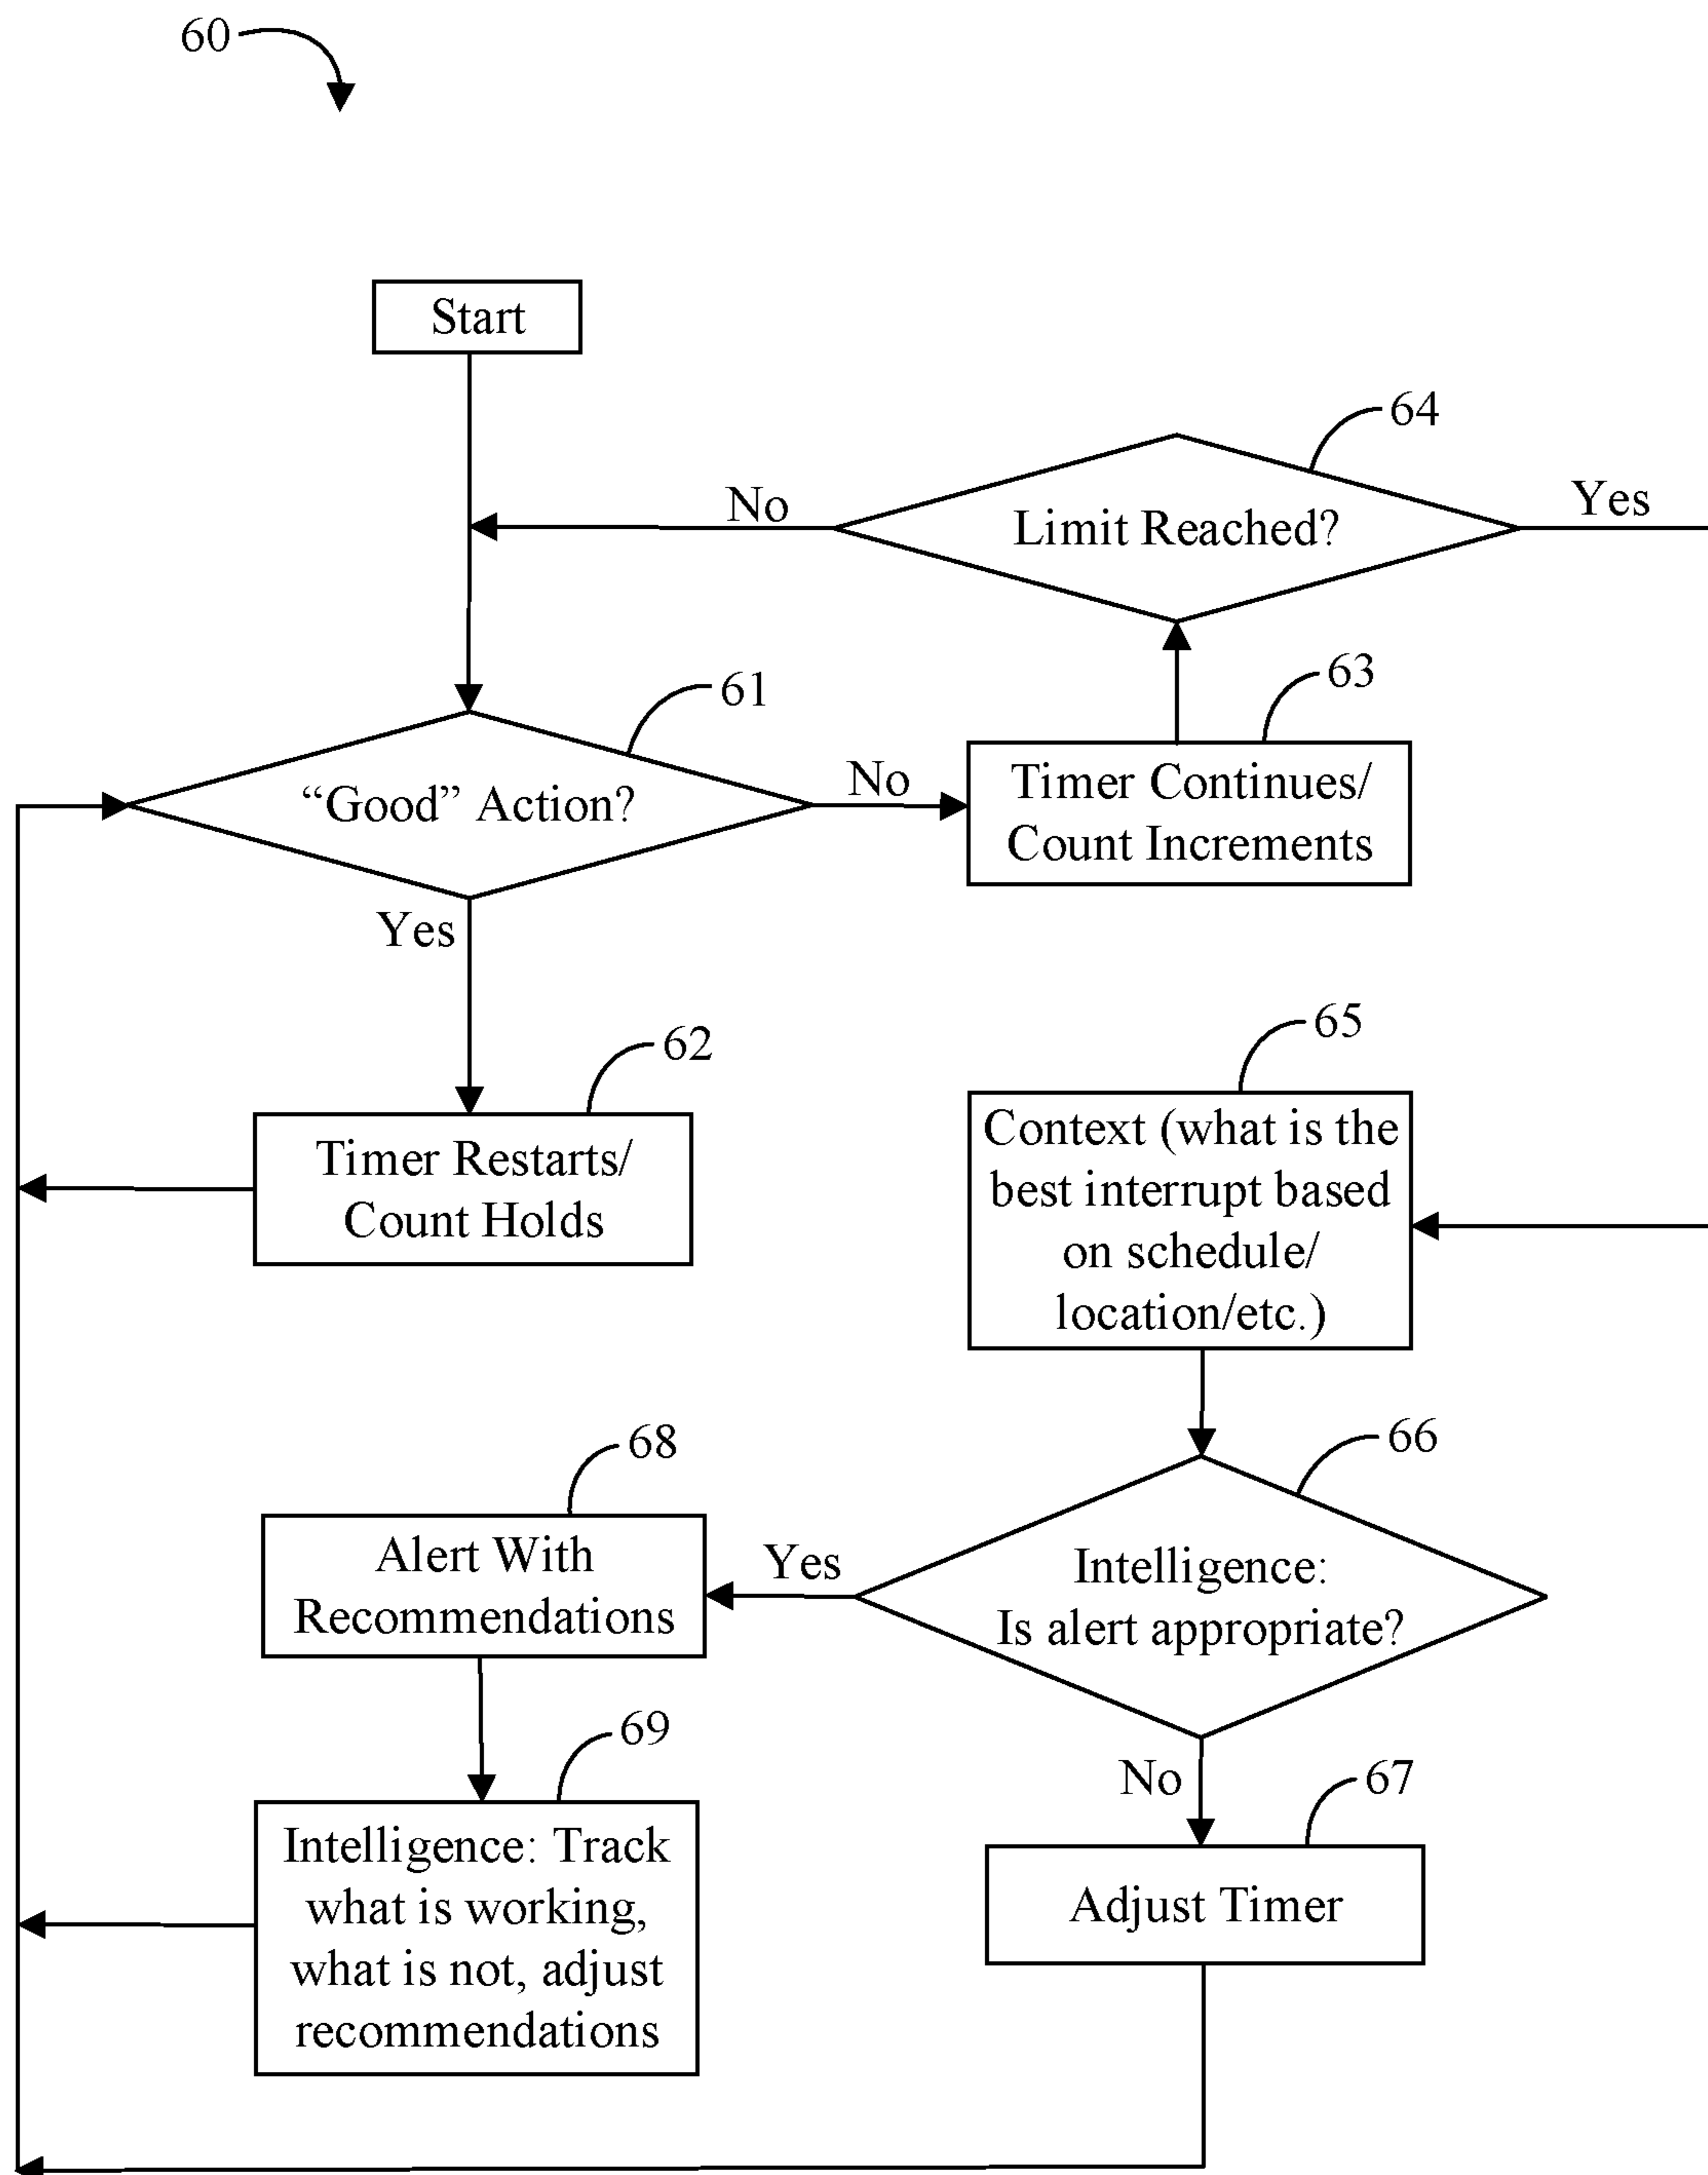 60
Start
64
No
Limit Reached?
Yes
61
63
“Good” Action?
No
Timer Continues/
Count Increments
Yes
62
Timer Restarts/
Count Holds
65
Context (what is the
best interrupt based
on schedule/
location/etc.)
66
68
Alert With
Recommendations
Yes
Intelligence:
Is alert appropriate?
69
Intelligence: Track
what is working,
what is not, adjust
recommendations
No
67
Adjust Timer